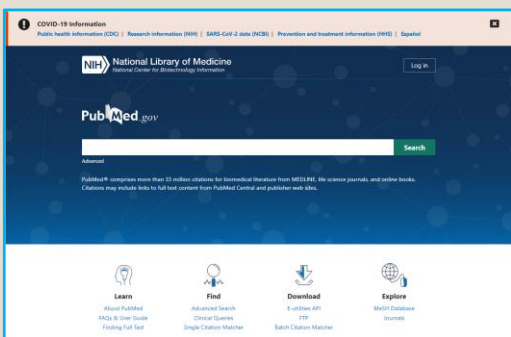 COVID-19 Information
Public health information (CDC) | Research information (NIH) | SARS-CoV-2 data (NCBI) | Prevention and treatment information (HHS) | Español
NIH National Library of Medicine
National Center for Biotechnology Information
Log in
PubMed.gov
Search
Advanced
PubMed® comprises more than 33 million citations for biomedical literature from MEDLINE, life science journals, and online books.
Citations may include links to full text content from PubMed Central and publisher web sites.
Learn
About PubMed
FAQs & User Guide
Finding Full Text
Find
Advanced Search
Clinical Queries
Single Citation Matcher
Download
E-utilities API
FTP
Batch Citation Matcher
Explore
MeSH Database
Journals